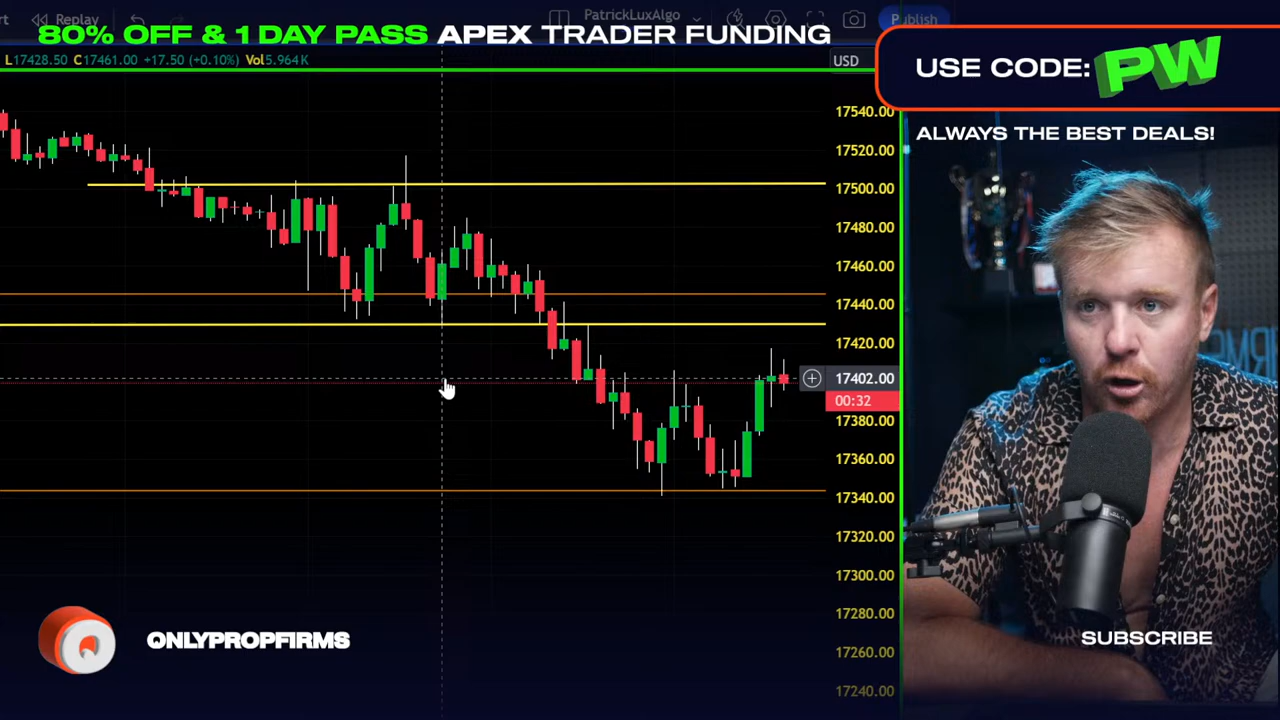 rt
Replay
PatrickLuxAlgo
Publish
80% OFF & 1 DAY PASS APEX TRADER FUNDING
L17428.50 C17461.00 +17.50 (+0.10%) Vol5.964K
USD
USE CODE: PW
ALWAYS THE BEST DEALS!
17540.00
17520.00
17500.00
17480.00
17460.00
17440.00
17420.00
17402.00
00:32
17380.00
17360.00
17340.00
17320.00
17300.00
17280.00
17260.00
17240.00
ONLYPROPFIRMS
SUBSCRIBE